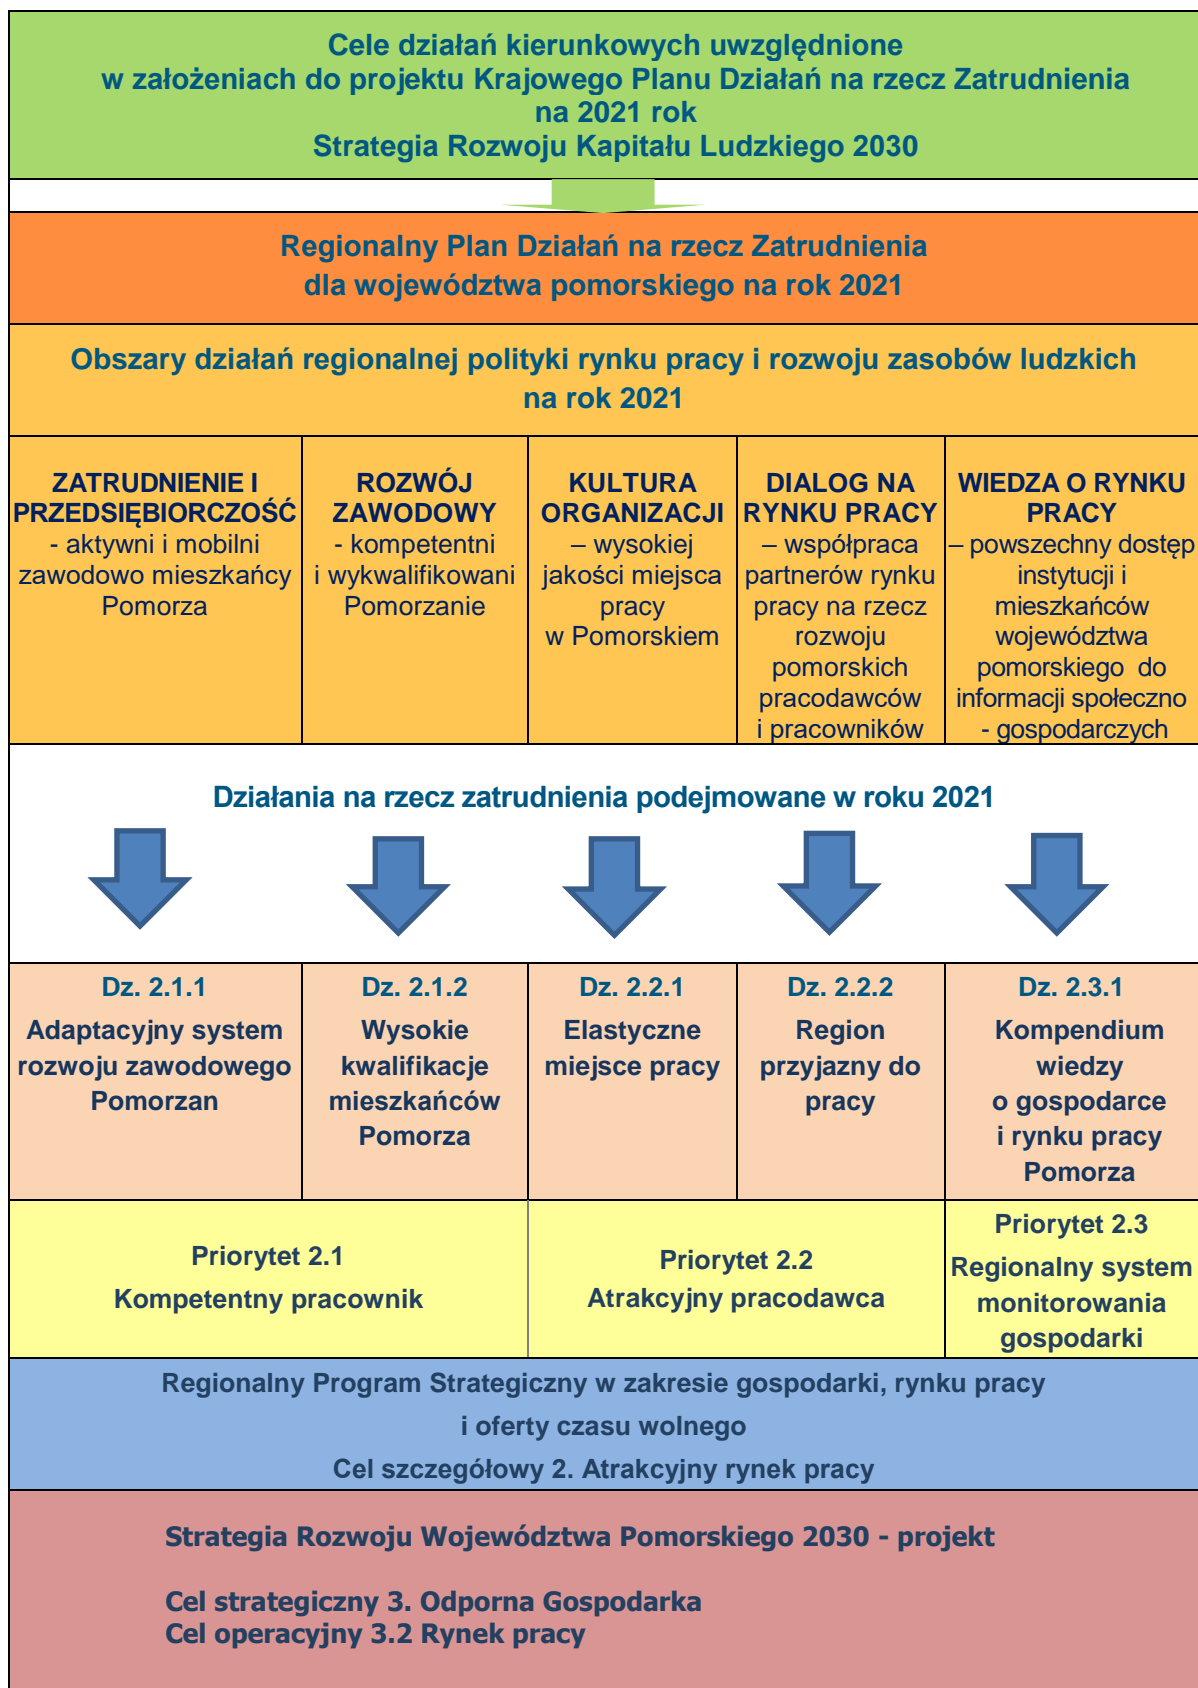 Cele działań kierunkowych uwzględnione
w założeniach do projektu Krajowego Planu Działań na rzecz Zatrudnienia
na 2021 rok
Strategia Rozwoju Kapitału Ludzkiego 2030
Regionalny Plan Działań na rzecz Zatrudnienia
dla województwa pomorskiego na rok 2021
Obszary działań regionalnej polityki rynku pracy i rozwoju zasobów ludzkich
na rok 2021
ZATRUDNIENIE I
PRZEDSIĘBIORCZOŚĆ
- aktywni i mobilni
zawodowo mieszkańcy
Pomorza
ROZWÓJ
ZAWODOWY
- kompetentni
i wykwalifikowani
Pomorzanie
KULTURA
ORGANIZACJI
– wysokiej
jakości miejsca
pracy
w Pomorskiem
DIALOG NA
RYNKU PRACY
– współpraca
partnerów rynku
pracy na rzecz
rozwoju
pomorskich
pracodawców
i pracowników
WIEDZA O RYNKU
PRACY
– powszechny dostęp
instytucji i
mieszkańców
województwa
pomorskiego do
informacji społeczno
- gospodarczych
Działania na rzecz zatrudnienia podejmowane w roku 2021
Dz. 2.1.1
Adaptacyjny system
rozwoju zawodowego
Pomorzan
Dz. 2.1.2
Wysokie
kwalifikacje
mieszkańców
Pomorza
Dz. 2.2.1
Elastyczne
miejsce pracy
Dz. 2.2.2
Region
przyjazny do
pracy
Dz. 2.3.1
Kompendium
wiedzy
o gospodarce
i rynku pracy
Pomorza
Priorytet 2.1
Kompetentny pracownik
Priorytet 2.2
Atrakcyjny pracodawca
Priorytet 2.3
Regionalny system
monitorowania
gospodarki
Regionalny Program Strategiczny w zakresie gospodarki, rynku pracy
i oferty czasu wolnego
Cel szczegółowy 2. Atrakcyjny rynek pracy
Strategia Rozwoju Województwa Pomorskiego 2030 - projekt
Cel strategiczny 3. Odporna Gospodarka
Cel operacyjny 3.2 Rynek pracy